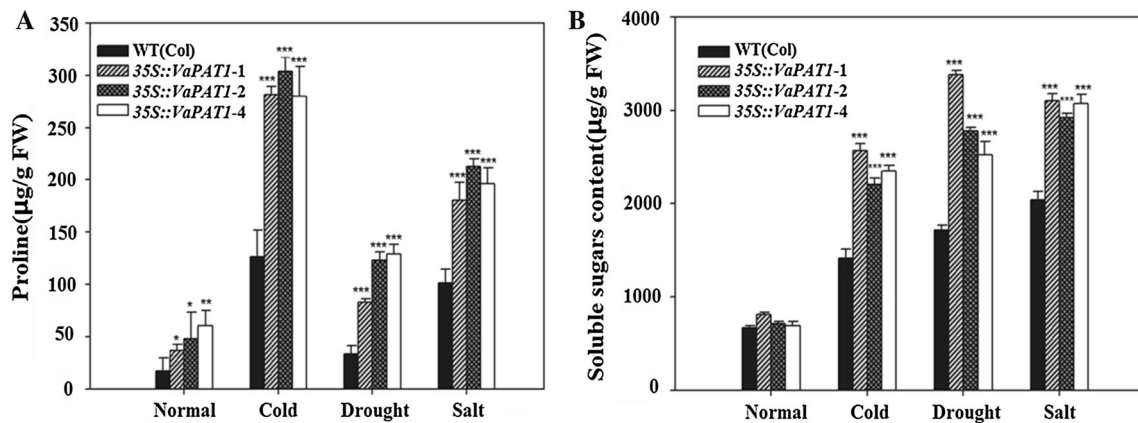 A
Proline(µg/g FW)
350
300
250
200
150
100
50
0
WT(Col)
35S::VaPAT1-1
35S::VaPAT1-2
35S::VaPAT1-4
*
*
**
***
***
***
***
***
***
***
***
***
Normal Cold Drought Salt
B
Soluble sugars content(µg/g FW)
4000
3000
2000
1000
0
WT(Col)
35S::VaPAT1-1
35S::VaPAT1-2
35S::VaPAT1-4
***
***
***
***
***
***
***
***
***
Normal Cold Drought Salt